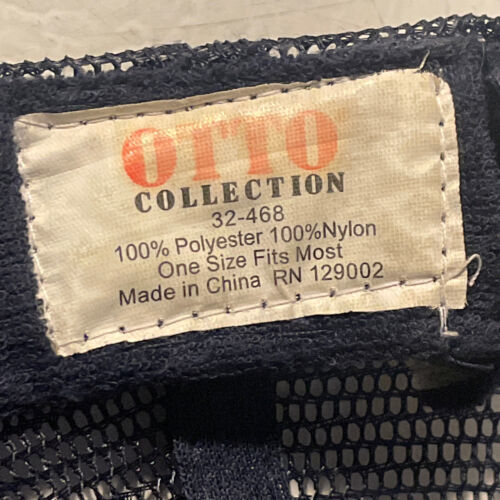 OTTO
COLLECTION
32-468
100% Polyester 100%Nylon
One Size Fits Most
Made in China RN 129002